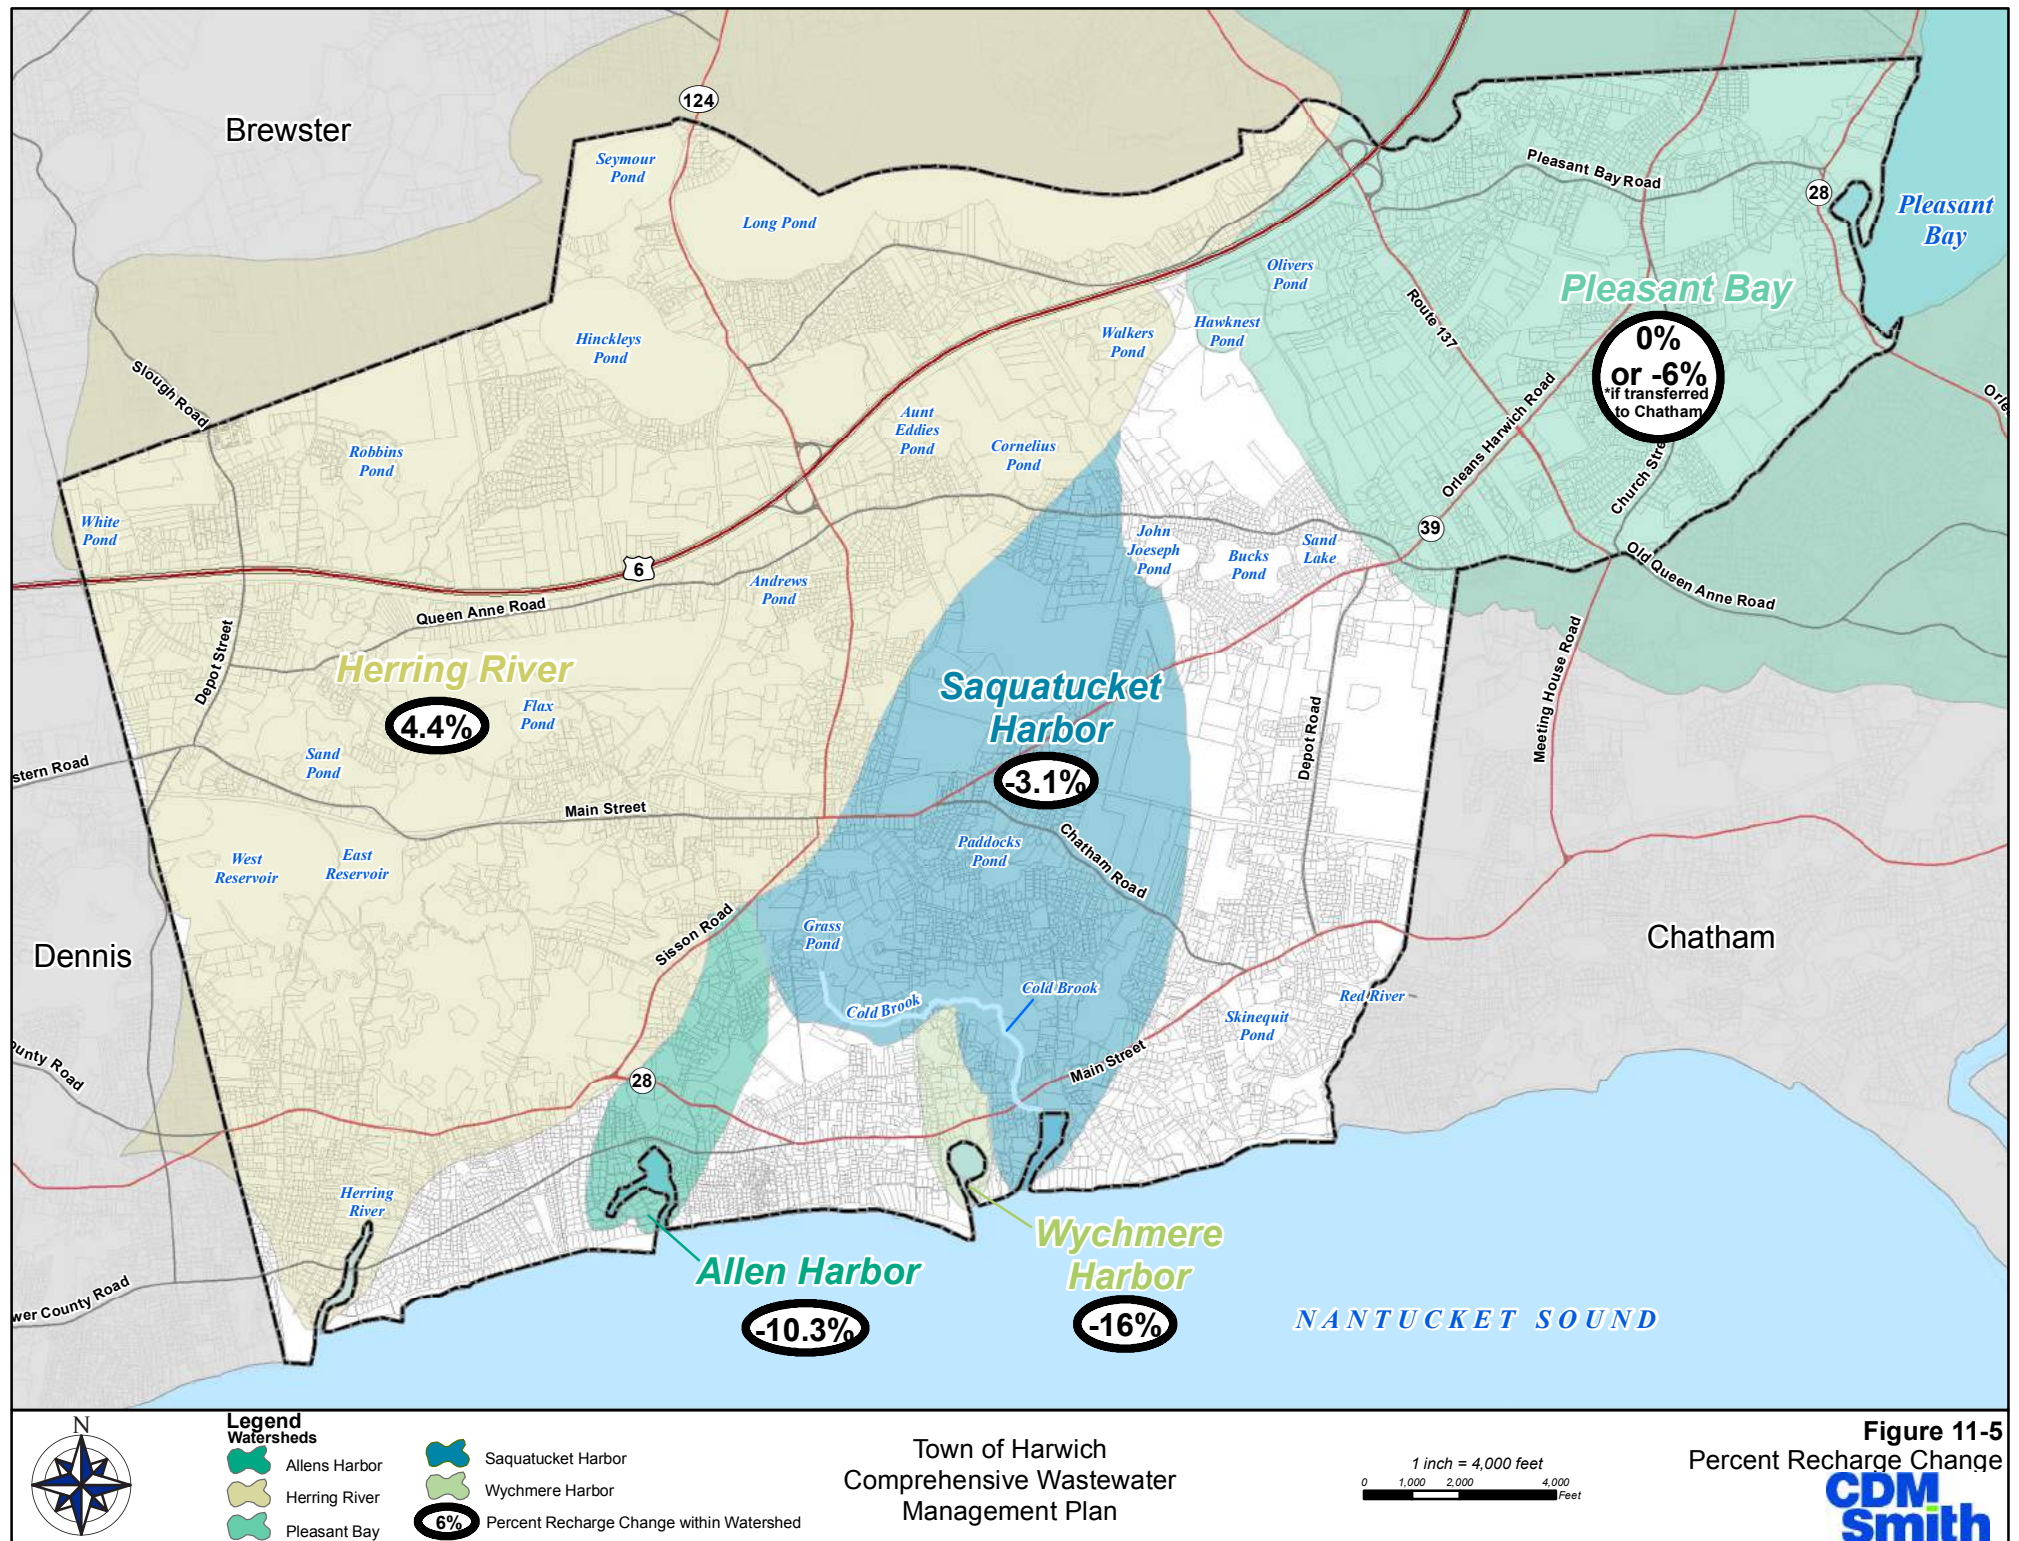 Brewster
124
Seymour
Pond
Long Pond
Pleasant Bay Road
28
Pleasant
Bay
Olivers
Pond
Pleasant Bay
Hinckleys
Pond
Walkers
Pond
Hawknest
Pond
Route 137
0%
or -6%
*if transferred
to Chatham
Slough Road
Aunt
Eddies
Pond
Cornelius
Pond
Orleans Harwich Road
Robbins
Pond
White
Pond
John
Joeseph
Pond
Bucks
Pond
Sand
Lake
39
Old Queen Anne Road
6
Andrews
Pond
Queen Anne Road
Depot Street
Herring River
4.4%
Flax
Pond
Saquatucket
Harbor
-3.1%
Depot Road
Meeting House Road
Sand
Pond
stern Road
Main Street
Paddocks
Pond
Chatham Road
West
Reservoir
East
Reservoir
Sisson Road
Grass
Pond
Dennis
Chatham
Cold Brook
Cold Brook
Red River
Skinequit
Pond
Main Street
ounty Road
28
Herring
River
Allen Harbor
-10.3%
Wychmere
Harbor
-16%
wer County Road
NANTUCKET SOUND
N
Legend
Watersheds
Allens Harbor
Herring River
Pleasant Bay
Saquatucket Harbor
Wychmere Harbor
6%
Percent Recharge Change within Watershed
Town of Harwich
Comprehensive Wastewater
Management Plan
1 inch = 4,000 feet
0 1,000 2,000 4,000
Feet
Figure 11-5
Percent Recharge Change
CDM
Smith